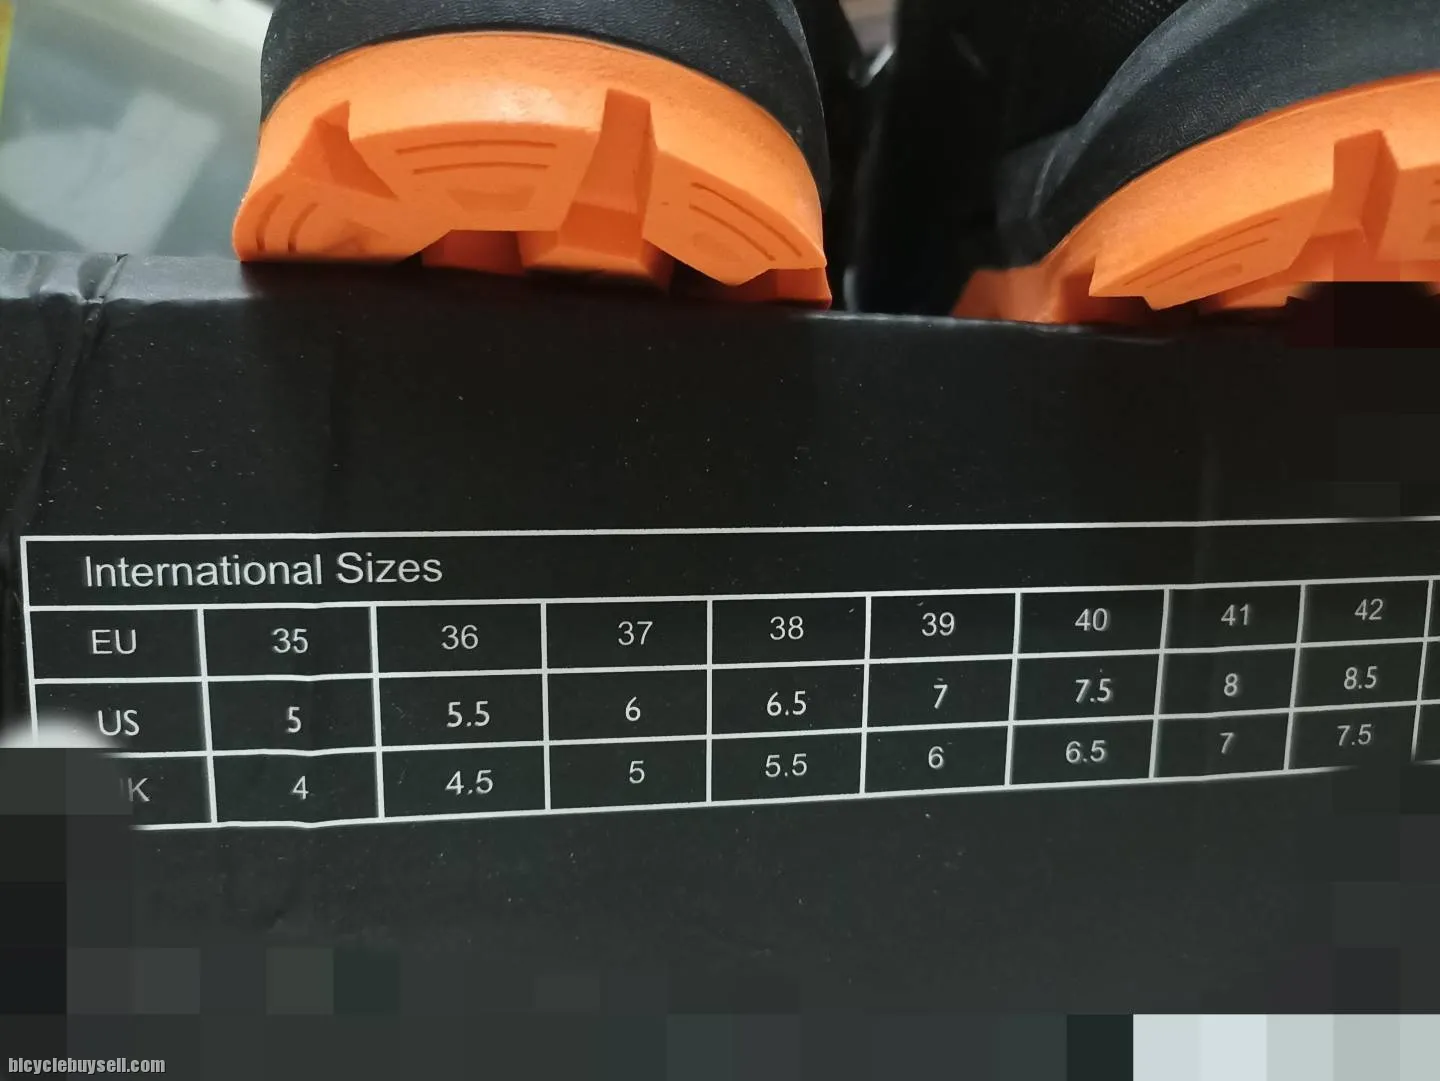 International Sizes
EU 35 36 37 38 39 40 41 42
US 5 5.5 6 6.5 7 7.5 8 8.5
4 4.5 5 5.5 6 6.5 7 7.5
bicyclebuysell.com